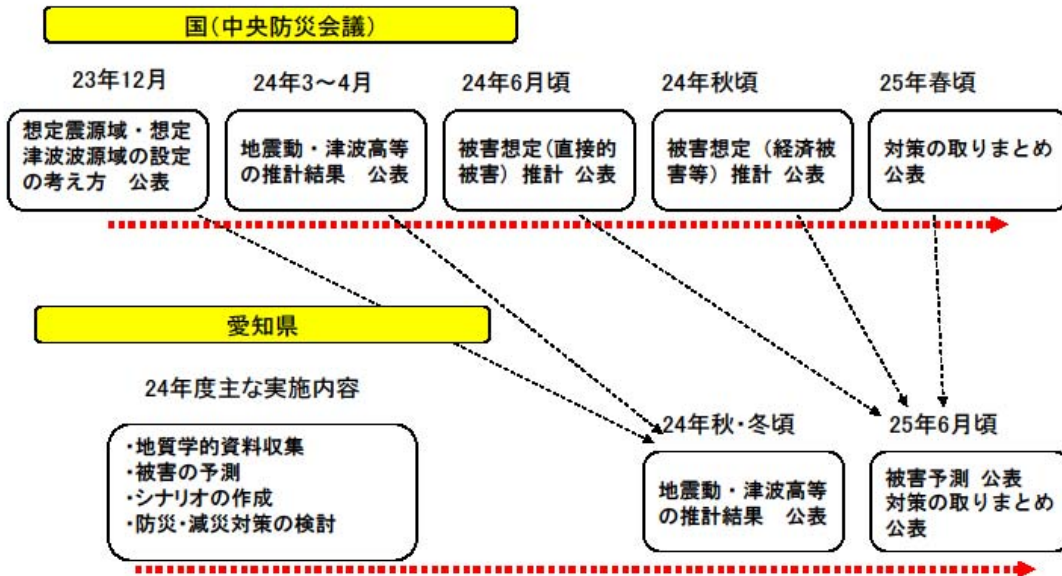 国(中央防災会議)
23年12月
24年3～4月
24年6月頃
24年秋頃
25年春頃
想定震源域・想定
津波波源域の設定
の考え方　公表
地震動・津波高等
の推計結果　公表
被害想定(直接的
被害) 推計 公表
被害想定（経済被
害等）推計 公表
対策の取りまとめ
公表
愛知県
24年度主な実施内容
・地質学的資料収集
・被害の予測
・シナリオの作成
・防災・減災対策の検討
24年秋・冬頃
地震動・津波高等
の推計結果　公表
25年6月頃
被害予測 公表
対策の取りまとめ
公表